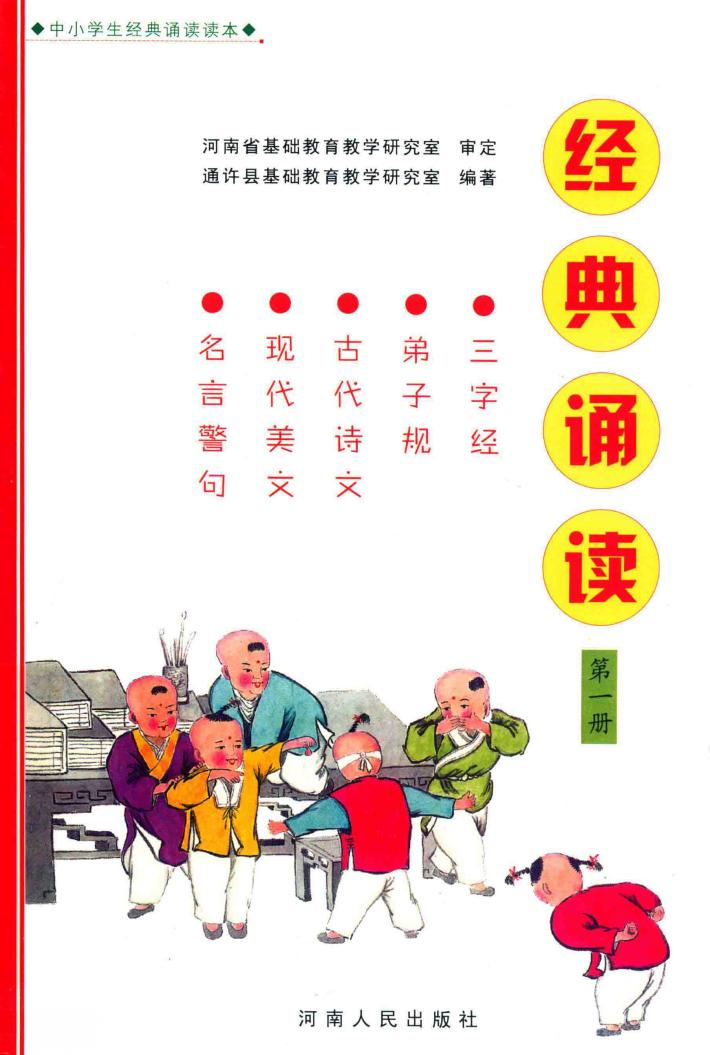 ◆中小学生经典诵读读本◆
河南省基础教育教学研究室 审定
通许县基础教育教学研究室 编著
经典诵读
第一册
三字经
弟子规
古代诗文
现代美文
名言警句
河南人民出版社